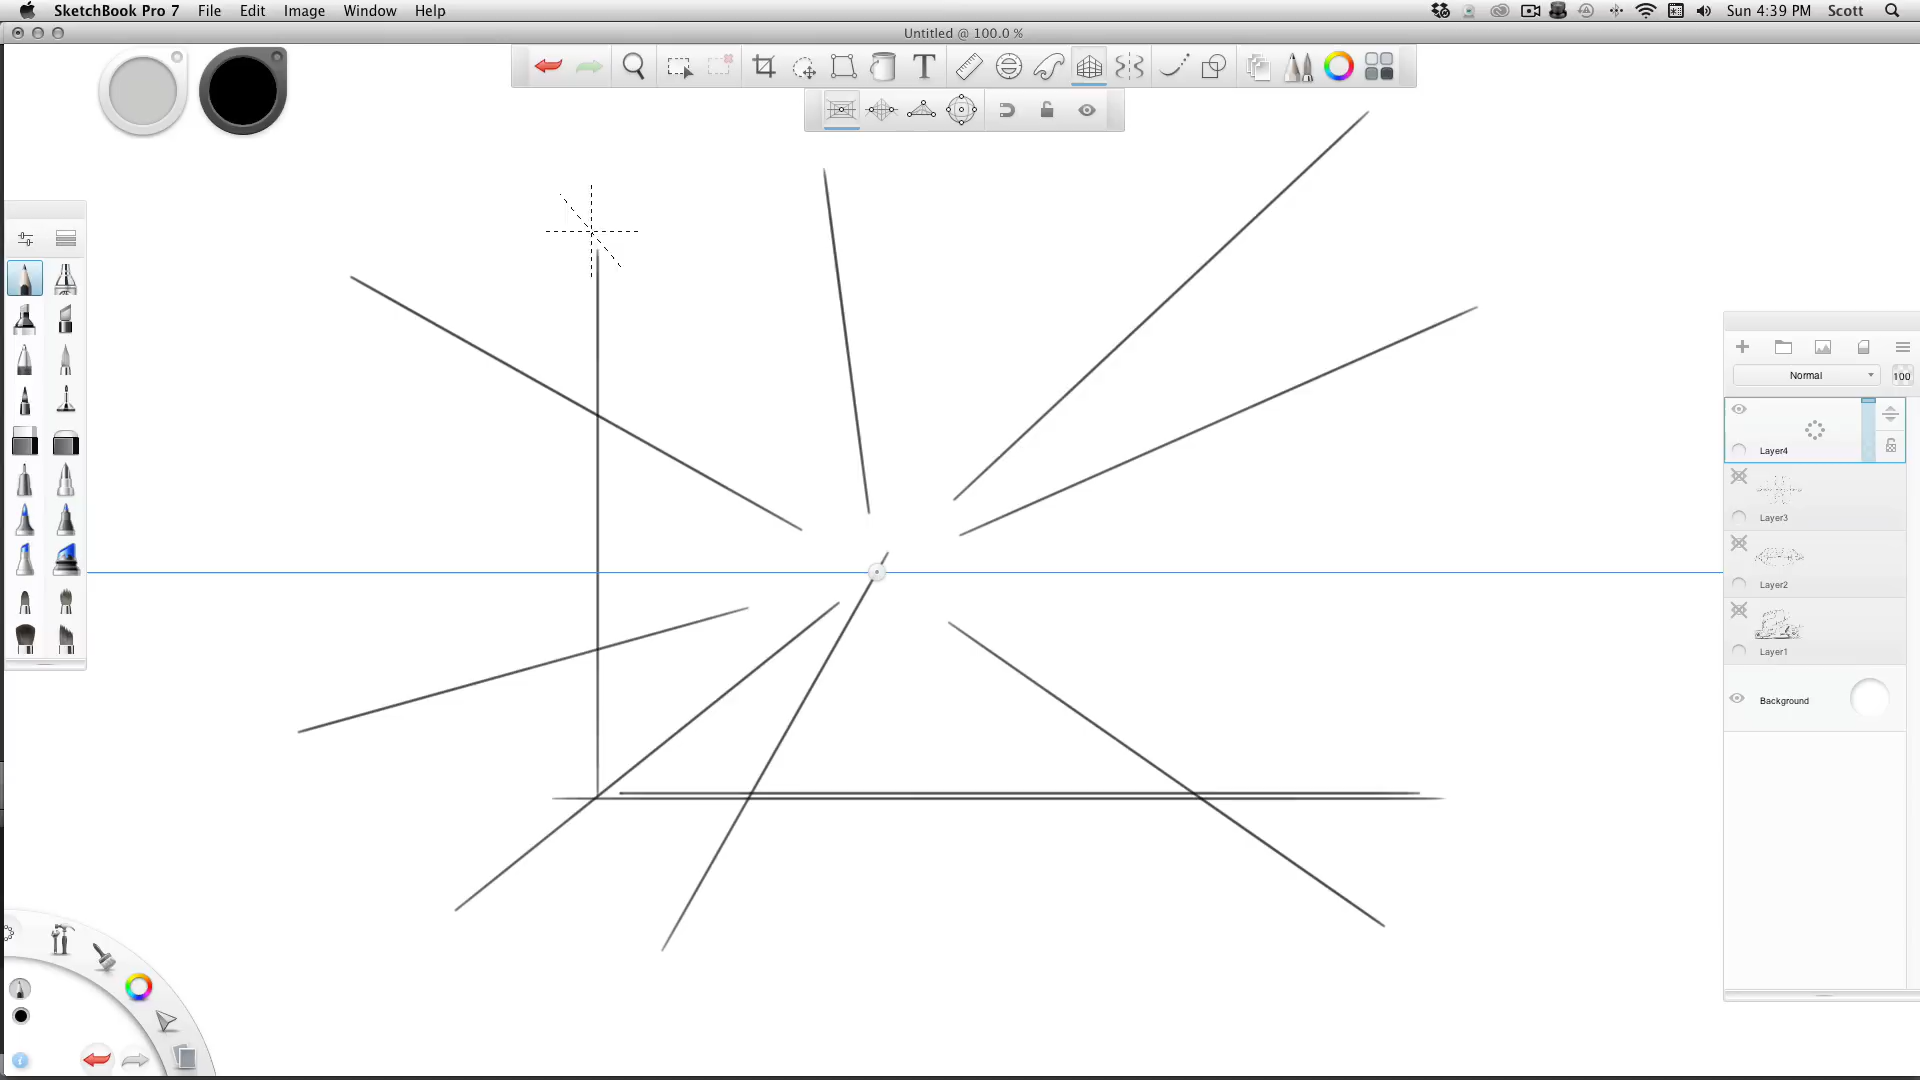 SketchBook Pro 7 File Edit Image Window Help Sun 4:39 PM Scott
Untitled @ 100.0 %
T
Normal 100
Layer4
Layer3
Layer2
Layer1
Background